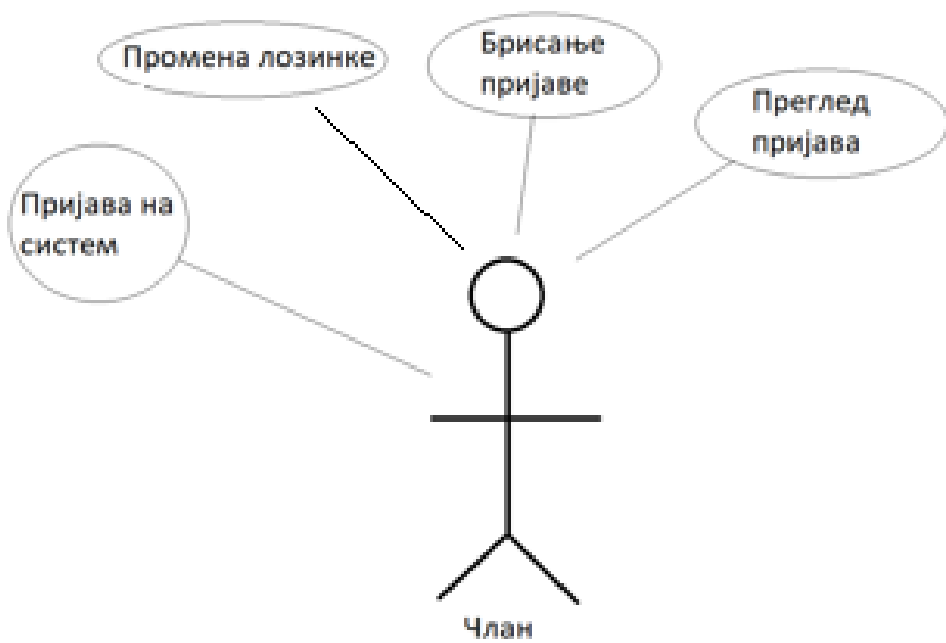 Промена лозинке
Брисање
пријаве
Преглед
пријава
Пријава на
систем
Члан